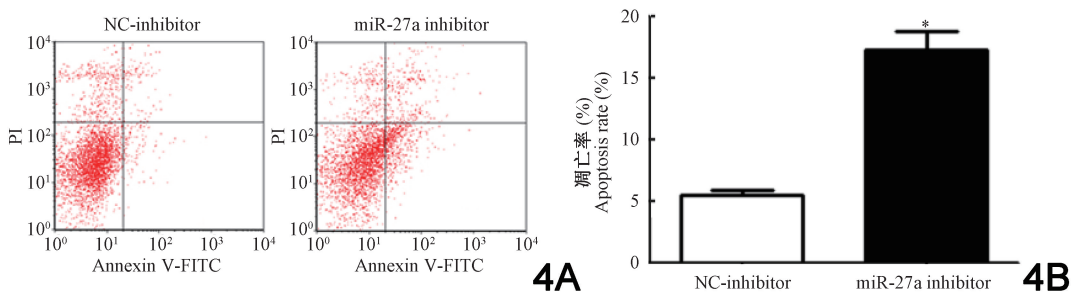 NC-inhibitor
10⁴
10³
10²
10¹
10⁰
PI
10⁰ 10¹ 10² 10³ 10⁴
Annexin V-FITC
miR-27a inhibitor
10⁴
10³
10²
10¹
10⁰
PI
10⁰ 10¹ 10² 10³ 10⁴
Annexin V-FITC
4A
凋亡率 (%)
Apoptosis rate (%)
20
15
10
5
0
*
NC-inhibitor miR-27a inhibitor
4B